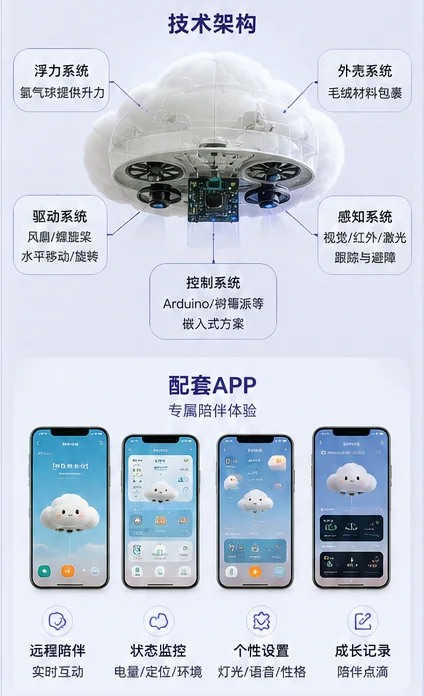 技术架构
浮力系统
氦气球提供升力
外壳系统
毛绒材料包裹
驱动系统
风扇/螺旋桨
水平移动/旋转
感知系统
视觉/红外/激光
跟踪与避障
控制系统
Arduino/树莓派等
嵌入式方案
配套APP
专属陪伴体验
远程陪伴
实时互动
状态监控
电量/定位/环境
个性设置
灯光/语音/性格
成长记录
陪伴点滴